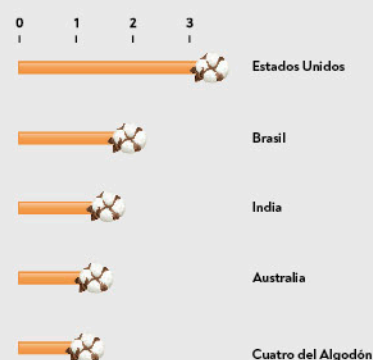 0 1 2 3
Estados Unidos
Brasil
India
Australia
Cuatro del Algodón